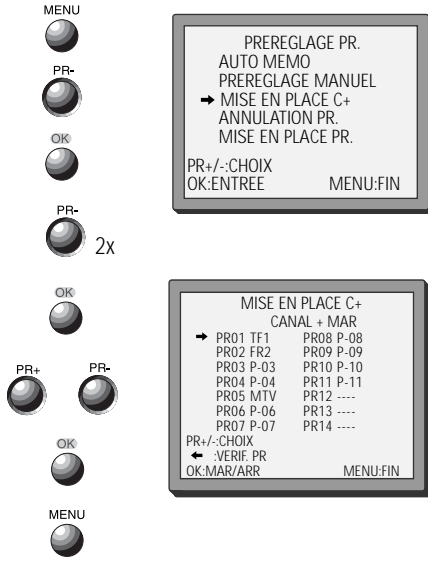 MENU
PR-
OK
PR-
2x
OK
PR+ PR-
OK
MENU
PREREGLAGE PR.
AUTO MEMO
PREREGLAGE MANUEL
➔ MISE EN PLACE C+
ANNULATION PR.
MISE EN PLACE PR.
PR+/-:CHOIX
OK:ENTREE MENU:FIN
MISE EN PLACE C+
CANAL + MAR
➔ PR01 TF1 PR08 P-08
PR02 FR2 PR09 P-09
PR03 P-03 PR10 P-10
PR04 P-04 PR11 P-11
PR05 MTV PR12 ----
PR06 P-06 PR13 ----
PR07 P-07 PR14 ----
PR+/-:CHOIX
← :VERIF. PR
OK:MAR/ARR MENU:FIN